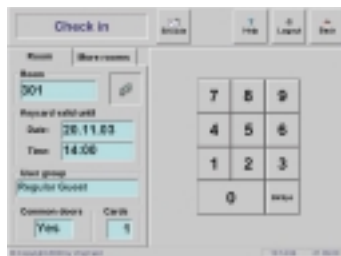 Check in
Help
Logout
Back
Room
More rooms
Room
301
Keycard valid until
Date: 20.11.03
Time: 14:00
User group
Regular Guest
Common doors
Cards
Yes
1
7 8 9
4 5 6
1 2 3
0